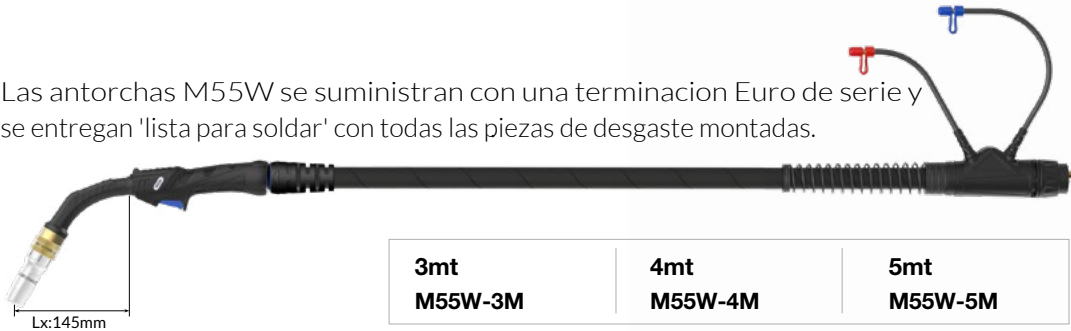 Las antorchas M55W se suministran con una terminacion Euro de serie y
se entregan 'lista para soldar' con todas las piezas de desgaste montadas.
Lx:145mm
3mt 4mt 5mt
M55W-3M M55W-4M M55W-5M